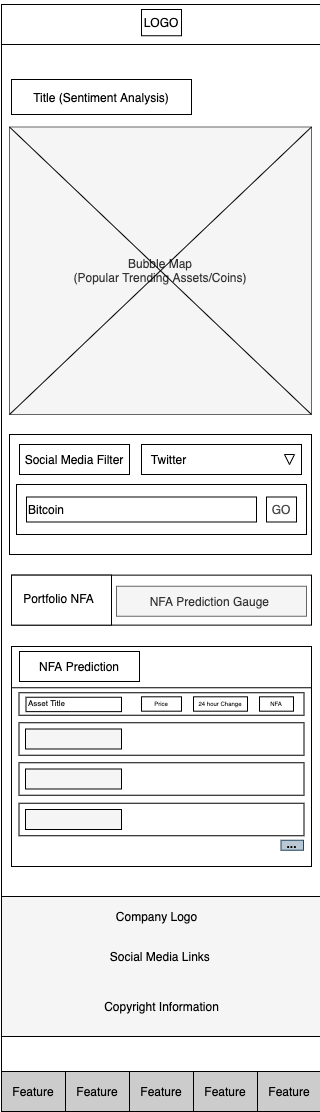 LOGO
Title (Sentiment Analysis)
Bubble Map
(Popular Trending Assets/Coins)
Social Media Filter
Twitter
Bitcoin
GO
Portfolio NFA
NFA Prediction Gauge
NFA Prediction
Asset Title
Price
24 hour Change
NFA
...
Company Logo
Social Media Links
Copyright Information
Feature
Feature
Feature
Feature
Feature